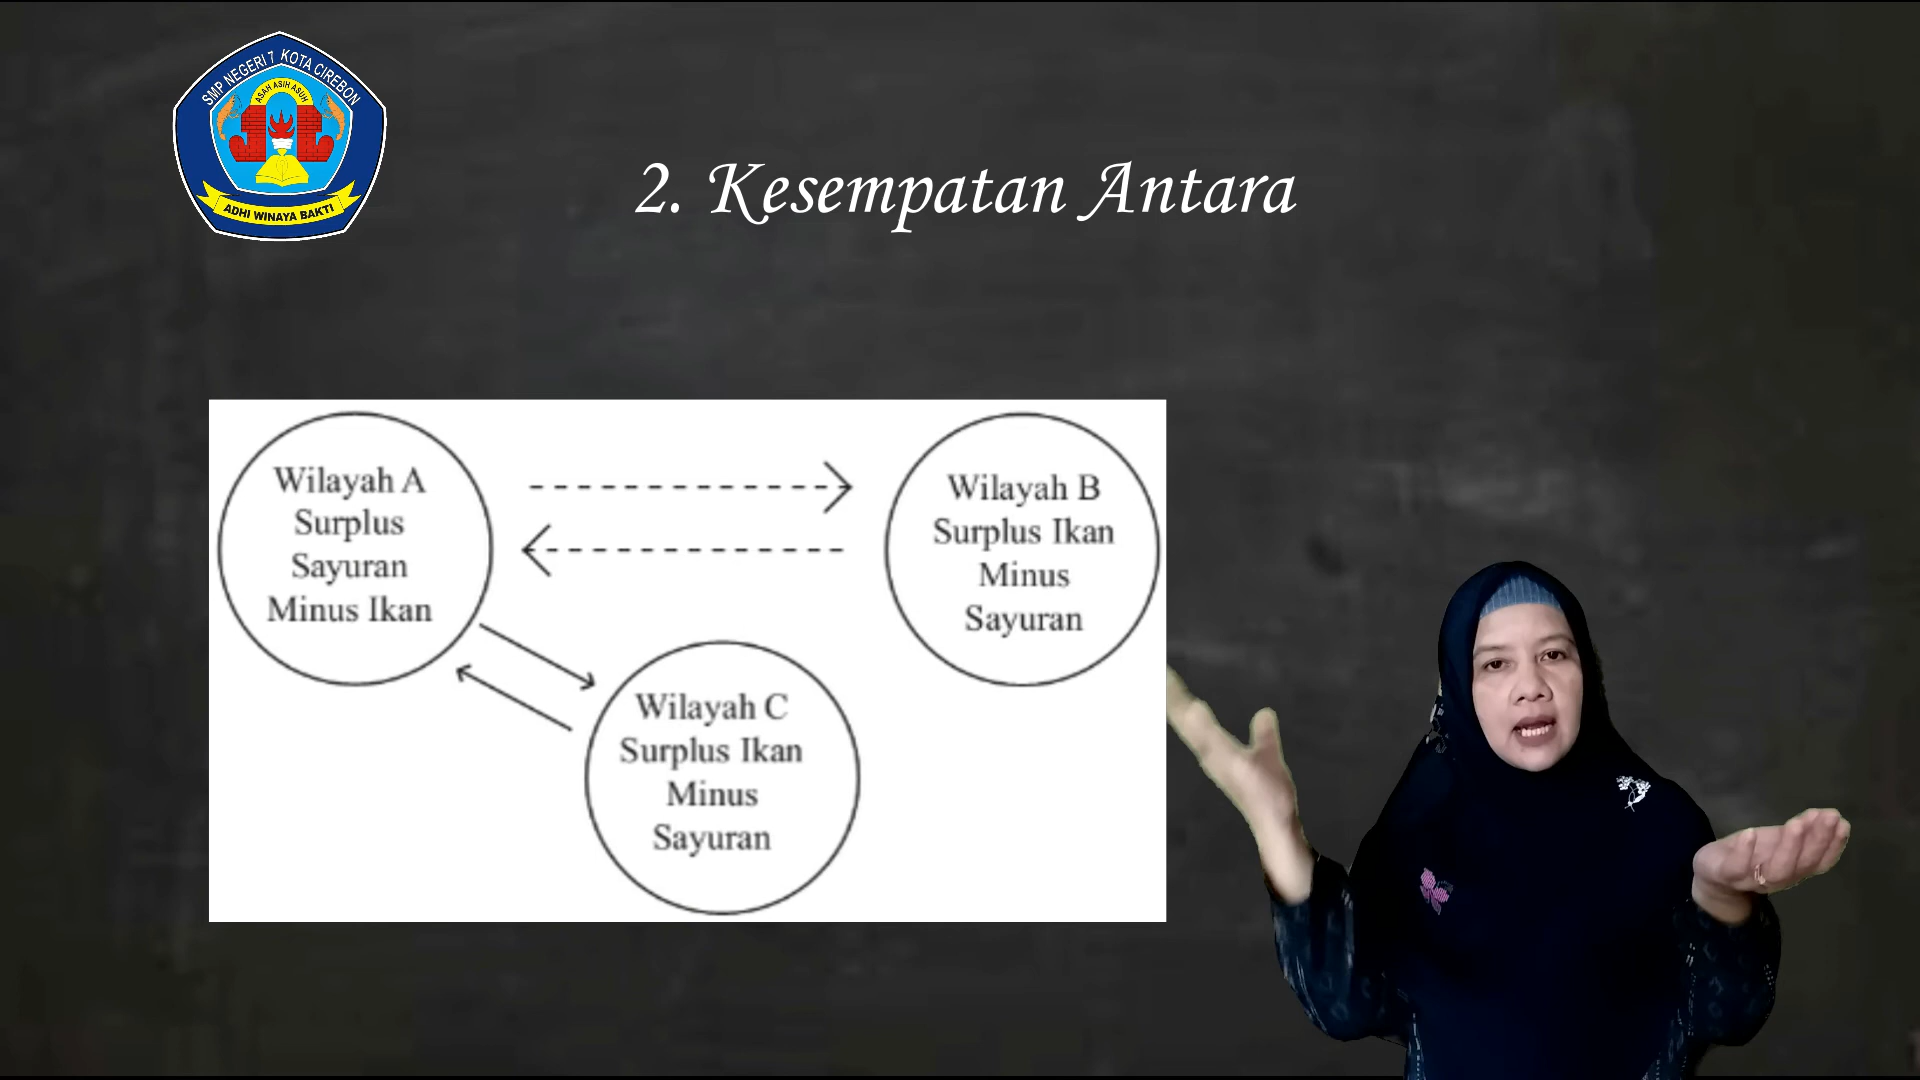 SMP NEGERI 7 KOTA CIREBON
ASAH ASIH ASUH
ADHI WINAYA BAKTI
2. Kesempatan Antara
Wilayah A
Surplus
Sayuran
Minus Ikan
Wilayah B
Surplus Ikan
Minus
Sayuran
Wilayah C
Surplus Ikan
Minus
Sayuran